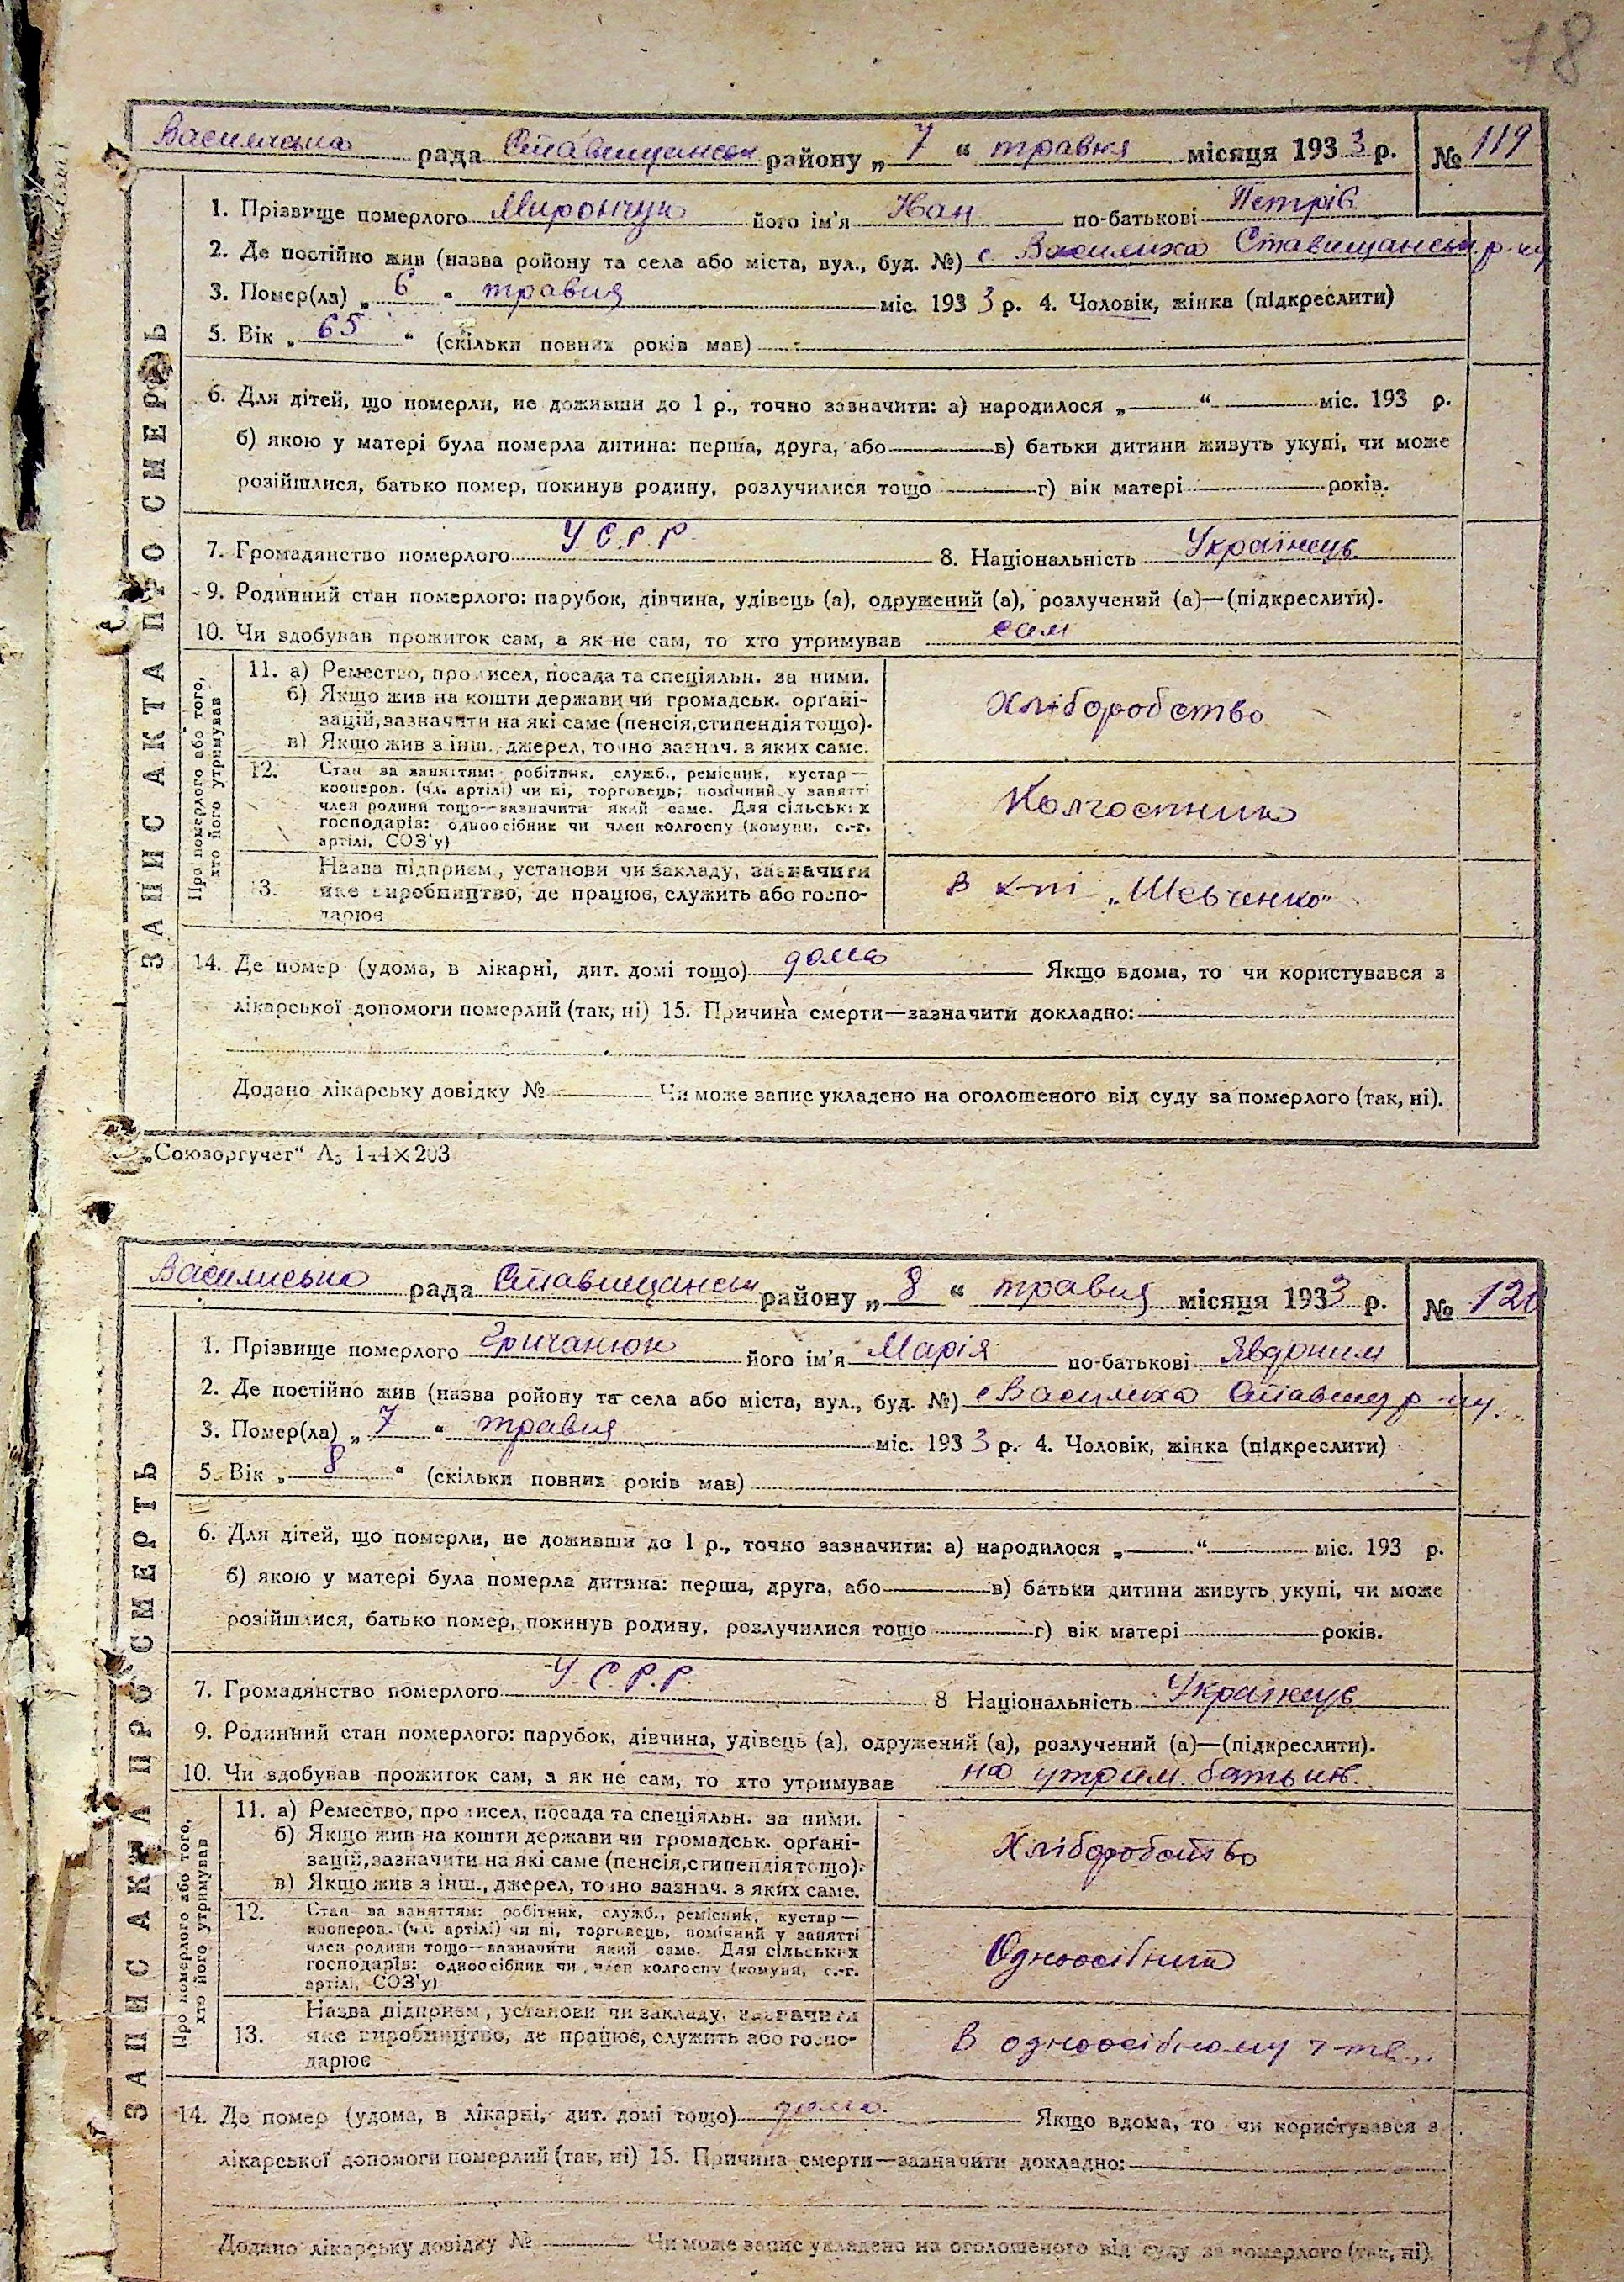 18
Василиська рада Ставищанськ району „ 7 “ травня місяця 1933 р. № 119
ЗАПИС АКТА ПРО СМЕРТЬ
1. Прізвище померлого Мирончук його ім'я Іван по-батькові Петрів
2. Де постійно жив (назва ройону та села або міста, вул., буд. №) с Василиха Ставищанськ р-ну
3. Помер(ла) „ 6 “ травня міс. 1933 р. 4. Чоловік, жінка (підкреслити)
5. Вік „ 65 “ (скільки повних років мав)
6. Для дітей, що померли, не доживши до 1 р., точно зазначити: а) народилося „ — “ — міс. 193 р.
б) якою у матері була померла дитина: перша, друга, або — в) батьки дитини живуть укупі, чи може
розійшлися, батько помер, покинув родину, розлучилися тощо — г) вік матері — років.
7. Громадянство померлого У.С.Р.Р. 8. Національність Українець
9. Родинний стан померлого: парубок, дівчина, удівець (а), одружений (а), розлучений (а)—(підкреслити).
10. Чи здобував прожиток сам, а як не сам, то хто утримував сам
Про померлого або того,
хто його утримував
11. а) Ремество, промисел, посада та спеціяльн. за ними.
б) Якщо жив на кошти держави чи громадськ. орґані-
зацій, зазначити на які саме (пенсія, стипендія тощо).
в) Якщо жив з інш., джерел, точно зазнач. з яких саме.
Хліборобство
12. Стан за заняттям: робітник, служб., ремісник, кустар—
кооперов. (чл. артілі) чи ні, торговець, помічний у занятті
член родини тощо—зазначити який саме. Для сільських
господарів: одноосібник чи член колгоспу (комуни, с.-г.
артілі, СОЗ'у)
Колгоспник
13. Назва підприєм., установи чи закладу, зазначити
яке виробництво, де працює, служить або госпо-
дарює
в к-пі „Шевченко“
14. Де помер (удома, в лікарні, дит. домі тощо) дома Якщо вдома, то чи користувався з
лікарської допомоги померлий (так, ні) 15. Причина смерти—зазначити докладно: —
Додано лікарську довідку № — Чи може запис укладено на оголошеного від суду за померлого (так, ні).
„Союзоргучет“ А₅ 144×203
Василиська рада Ставищанськ району „ 8 “ травня місяця 1933 р. № 120
ЗАПИС АКТА ПРО СМЕРТЬ
1. Прізвище померлого Гричанюк його ім'я Марія по-батькові Явдоким
2. Де постійно жив (назва ройону та села або міста, вул., буд. №) с Василиха Ставищ р-ну.
3. Помер(ла) „ 7 “ травня міс. 1933 р. 4. Чоловік, жінка (підкреслити)
5. Вік „ 8 “ (скільки повних років мав)
6. Для дітей, що померли, не доживши до 1 р., точно зазначити: а) народилося „ — “ — міс. 193 р.
б) якою у матері була померла дитина: перша, друга, або — в) батьки дитини живуть укупі, чи може
розійшлися, батько помер, покинув родину, розлучилися тощо — г) вік матері — років.
7. Громадянство померлого У.С.Р.Р. 8 Національність Українець
9. Родинний стан померлого: парубок, дівчина, удівець (а), одружений (а), розлучений (а)—(підкреслити).
10. Чи здобував прожиток сам, а як не сам, то хто утримував на утрим. батьків.
Про померлого або того,
хто його утримував
11. а) Ремество, промисел, посада та спеціяльн. за ними.
б) Якщо жив на кошти держави чи громадськ. орґані-
зацій, зазначити на які саме (пенсія, стипендія тощо).
в) Якщо жив з інш., джерел, точно зазнач. з яких саме.
Хліборобство
12. Стан за заняттям: робітник, служб., ремісник, кустар—
кооперов. (чл. артілі) чи ні, торговець, помічний у занятті
член родини тощо—зазначити який саме. Для сільських
господарів: одноосібник чи член колгоспу (комуни, с.-г.
артілі, СОЗ'у)
Одноосібник
13. Назва підприєм., установи чи закладу, зазначити
яке виробництво, де працює, служить або госпо-
дарює
В одноосібному г-тві
14. Де помер (удома, в лікарні, дит. домі тощо) дома Якщо вдома, то чи користувався з
лікарської допомоги померлий (так, ні) 15. Причина смерти—зазначити докладно: —
Додано лікарську довідку № — Чи може запис укладено на оголошеного від суду за померлого (так, ні).